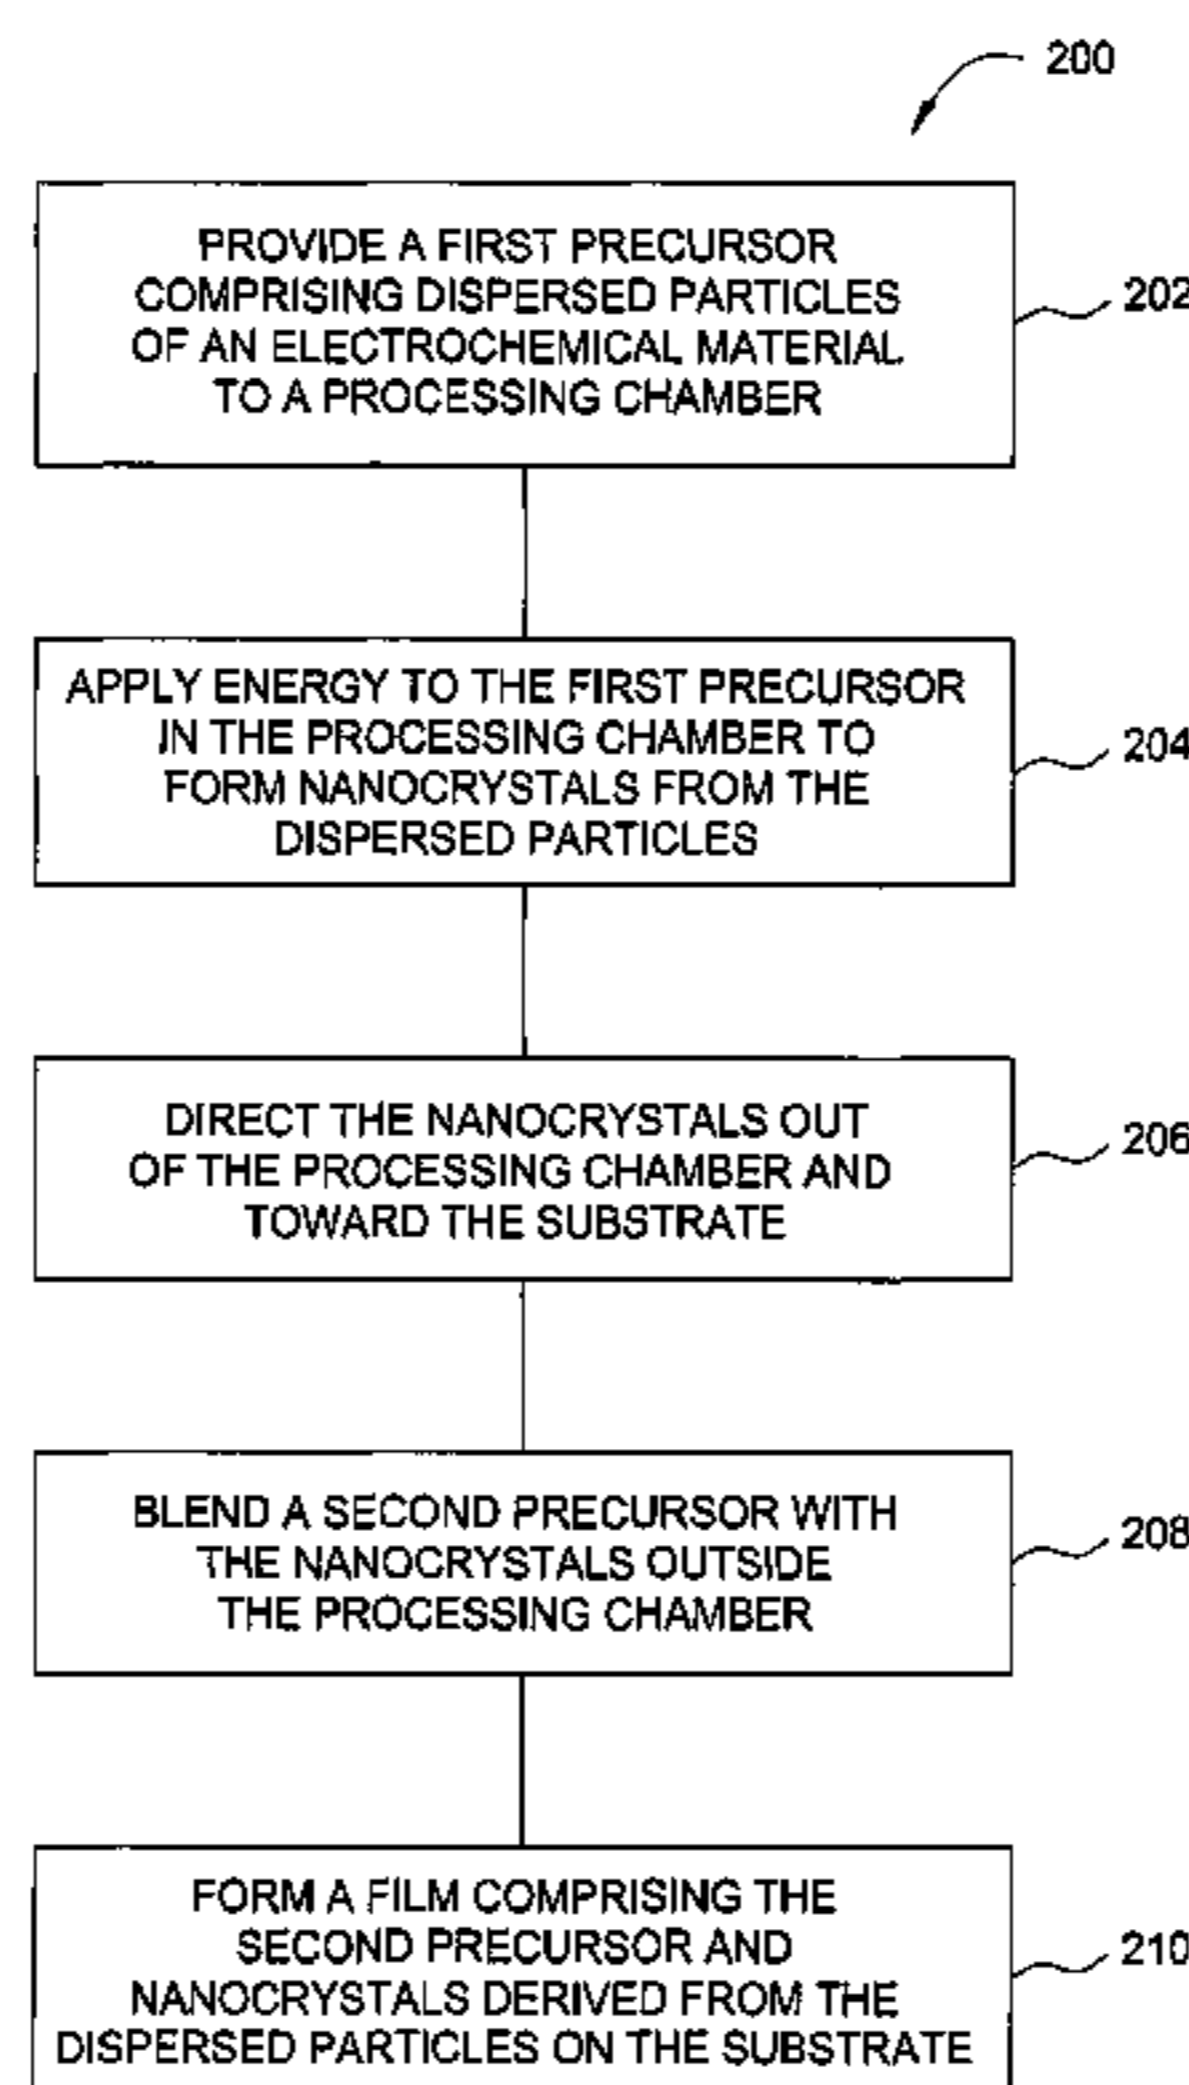 200
PROVIDE A FIRST PRECURSOR
COMPRISING DISPERSED PARTICLES
OF AN ELECTROCHEMICAL MATERIAL
TO A PROCESSING CHAMBER
202
APPLY ENERGY TO THE FIRST PRECURSOR
IN THE PROCESSING CHAMBER TO
FORM NANOCRYSTALS FROM THE
DISPERSED PARTICLES
204
DIRECT THE NANOCRYSTALS OUT
OF THE PROCESSING CHAMBER AND
TOWARD THE SUBSTRATE
206
BLEND A SECOND PRECURSOR WITH
THE NANOCRYSTALS OUTSIDE
THE PROCESSING CHAMBER
208
FORM A FILM COMPRISING THE
SECOND PRECURSOR AND
NANOCRYSTALS DERIVED FROM THE
DISPERSED PARTICLES ON THE SUBSTRATE
210